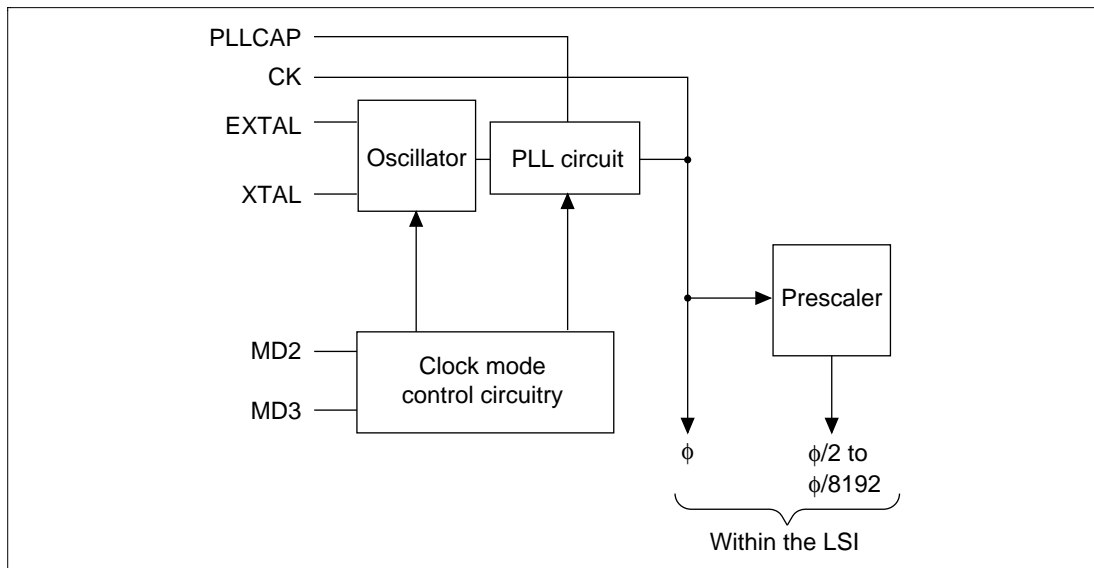 PLLCAP
CK
EXTAL
Oscillator
PLL circuit
XTAL
Prescaler
MD2
Clock mode
control circuitry
MD3
ϕ
ϕ/2 to
ϕ/8192
Within the LSI